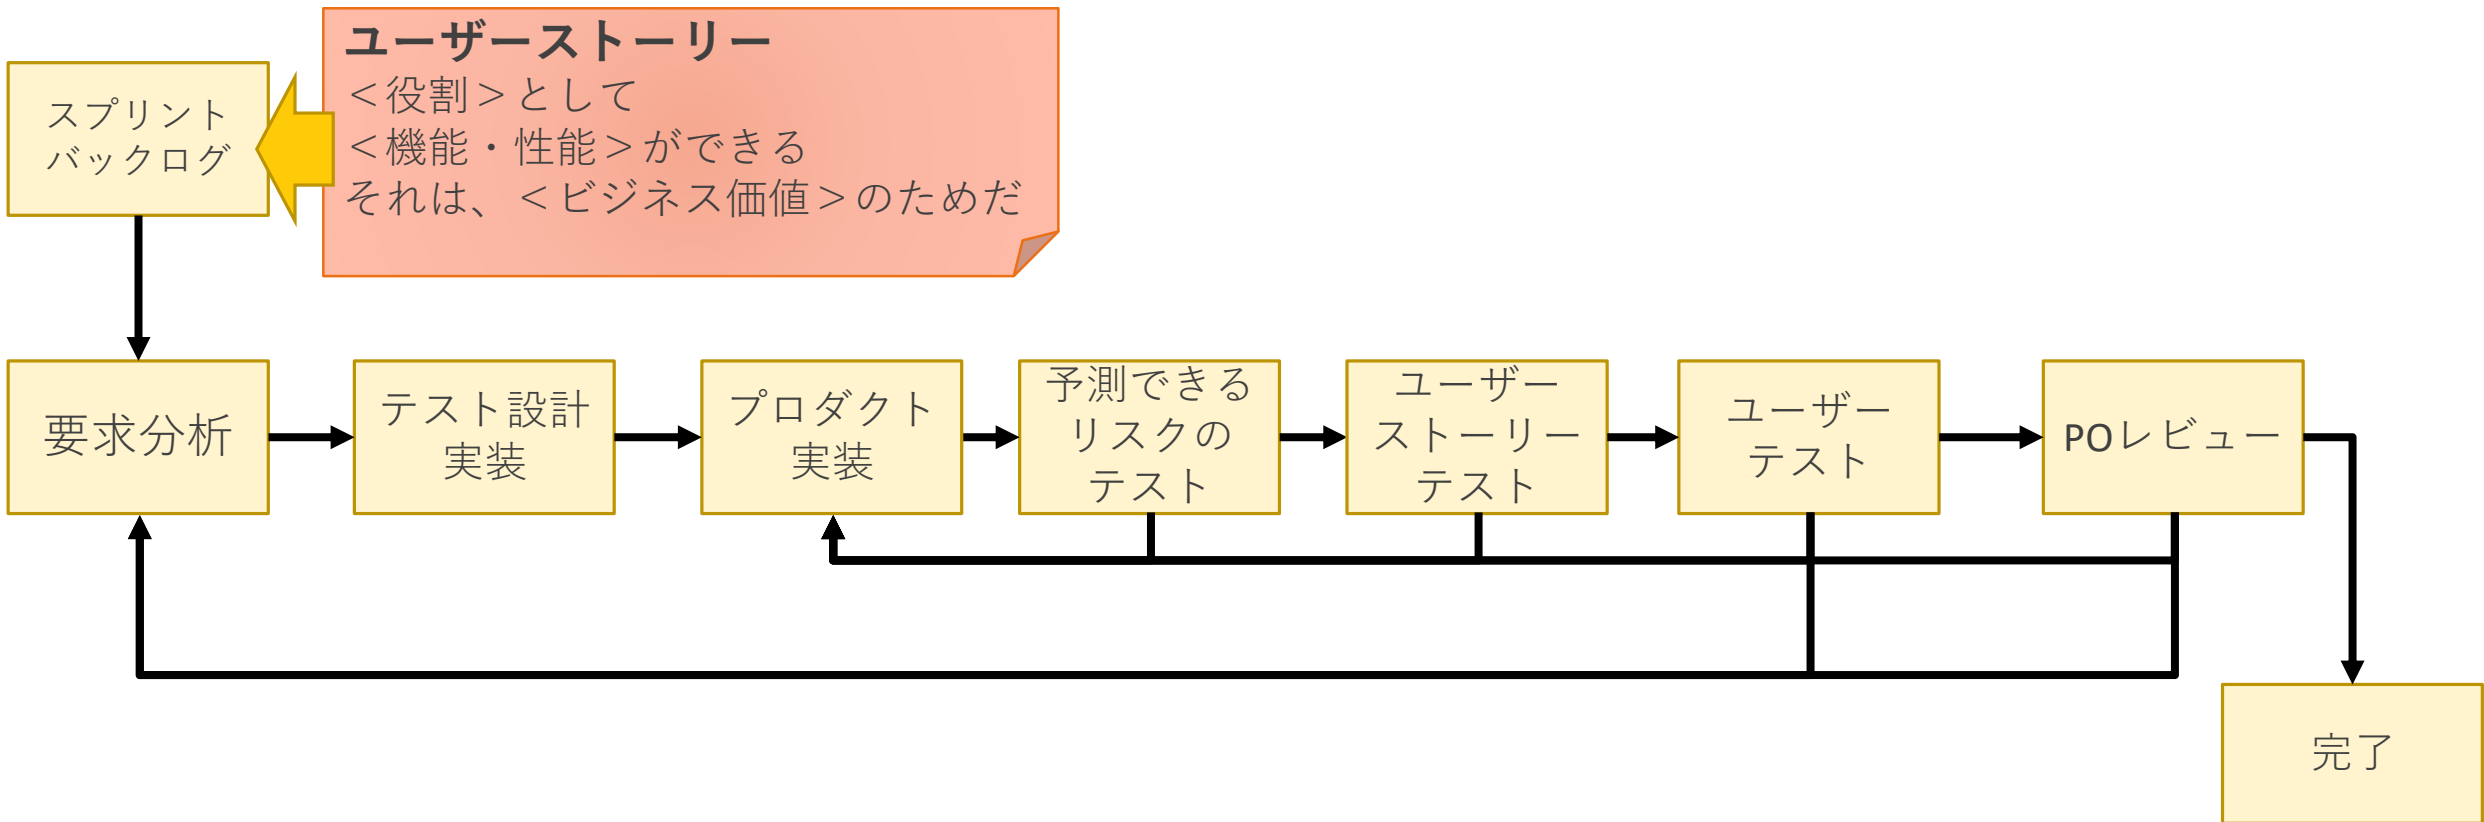 ユーザーストーリー
＜役割＞として
＜機能・性能＞ができる
それは、＜ビジネス価値＞のためだ
スプリント
バックログ
要求分析
テスト設計
実装
プロダクト
実装
予測できる
リスクの
テスト
ユーザー
ストーリー
テスト
ユーザー
テスト
POレビュー
完了